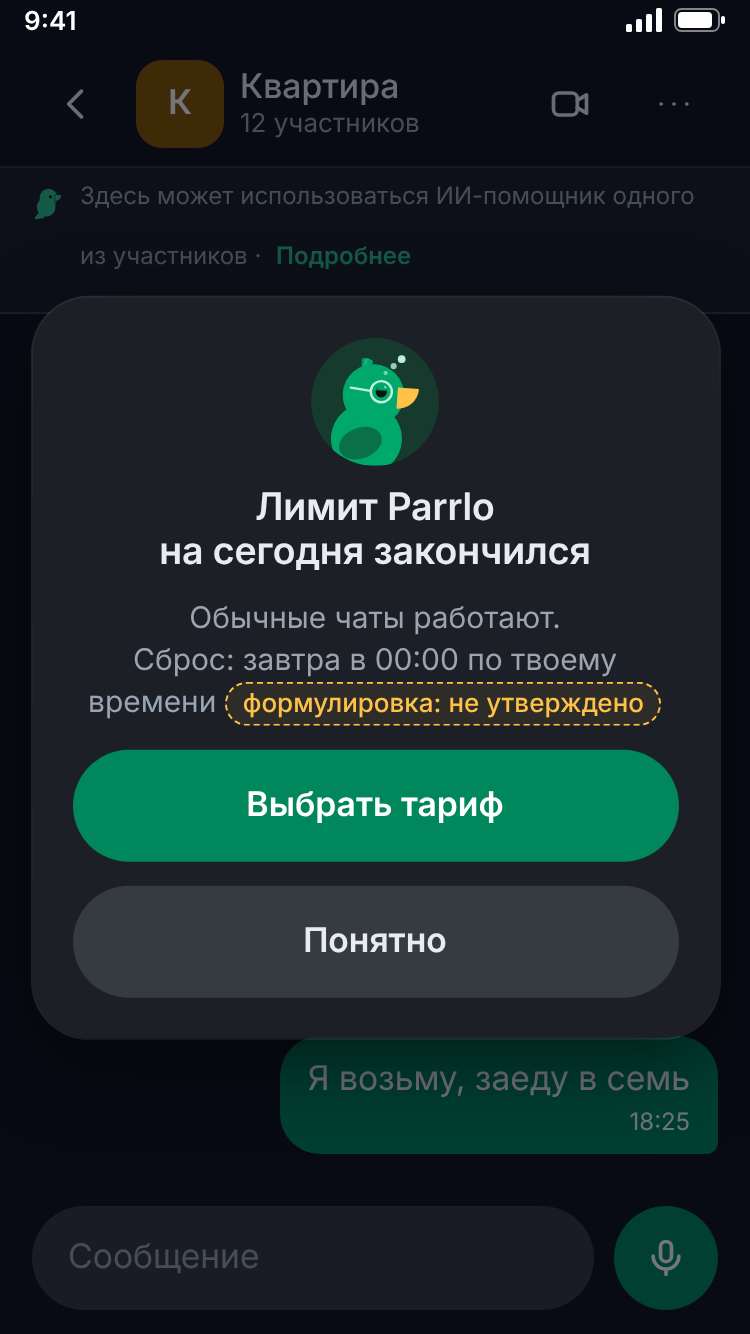 9:41
К
Квартира
12 участников
Здесь может использоваться ИИ-помощник одного
из участников · Подробнее
Лимит Parrlo
на сегодня закончился
Обычные чаты работают.
Сброс: завтра в 00:00 по твоему
времени формулировка: не утверждено
Выбрать тариф
Понятно
Я возьму, заеду в семь
18:25
Сообщение